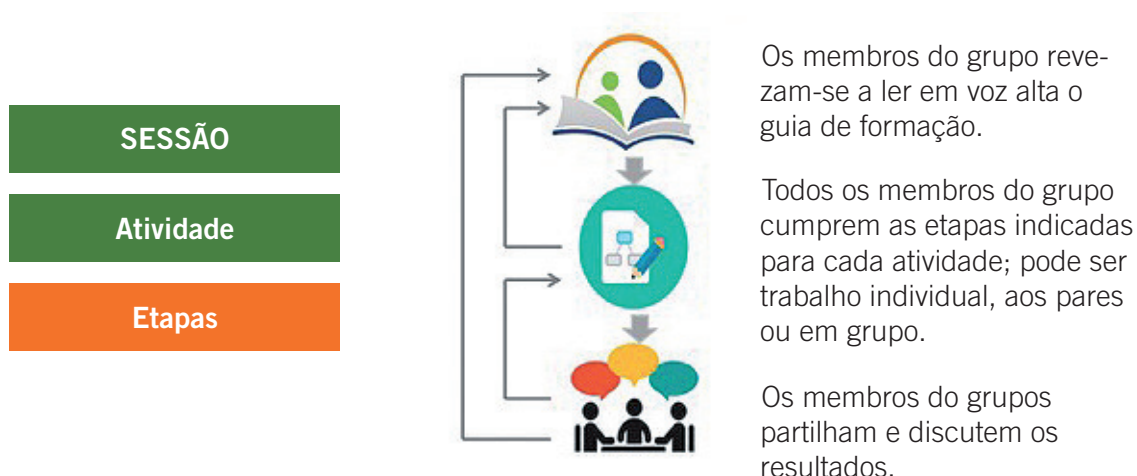 SESSÃO
Atividade
Etapas
Os membros do grupo reve-
zam-se a ler em voz alta o
guia de formação.
Todos os membros do grupo
cumprem as etapas indicadas
para cada atividade; pode ser
trabalho individual, aos pares
ou em grupo.
Os membros do grupos
partilham e discutem os
resultados.